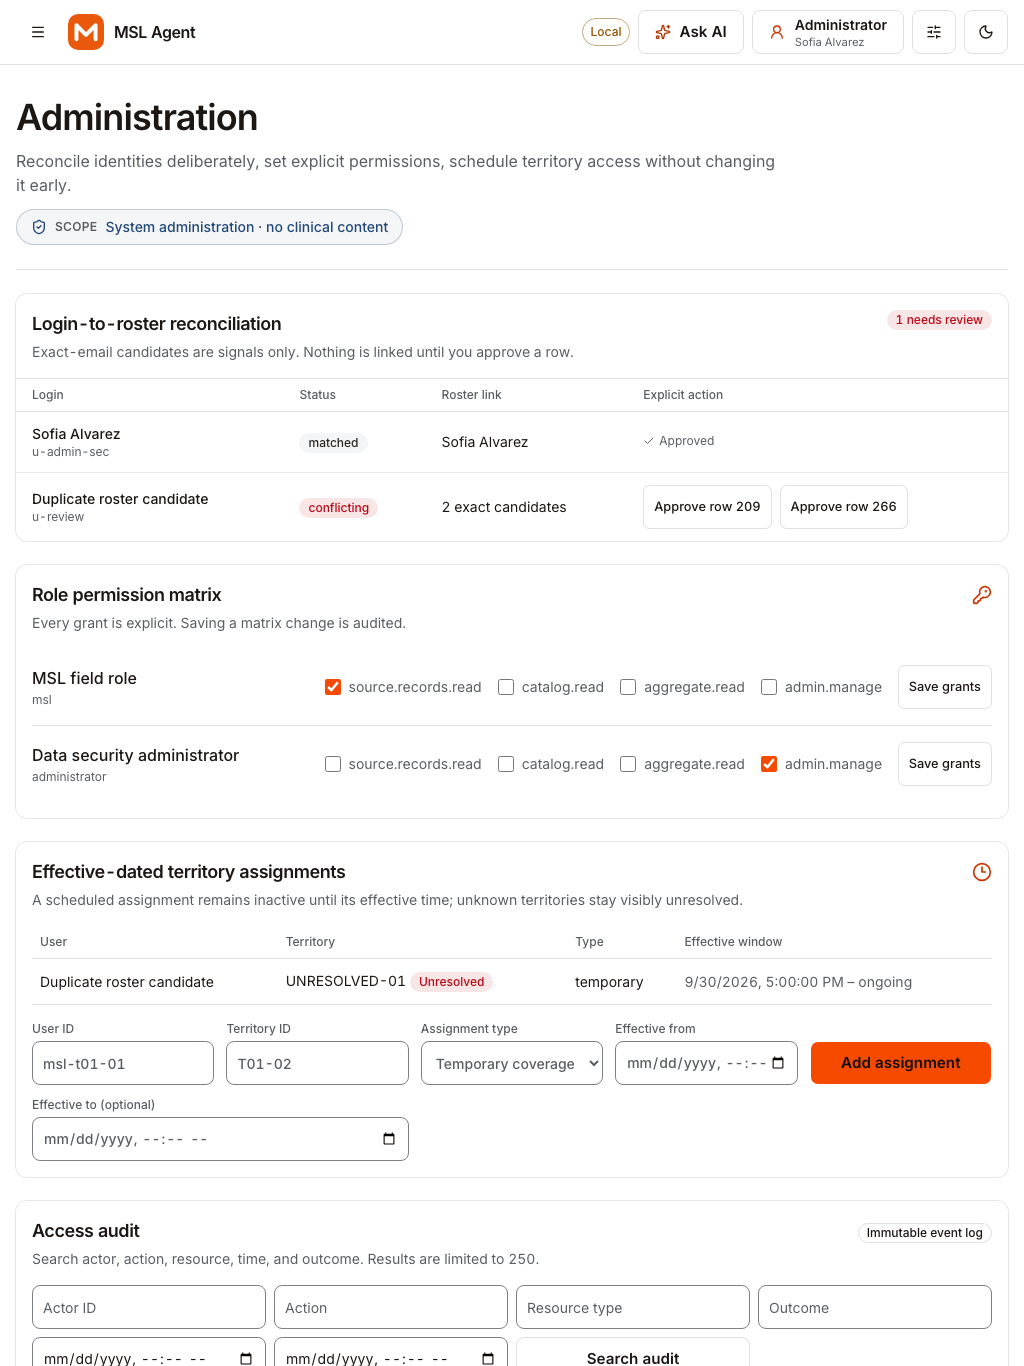 MSL Agent
Local
Ask AI
Administrator
Sofia Alvarez
Administration
Reconcile identities deliberately, set explicit permissions, schedule territory access without changing
it early.
SCOPE System administration · no clinical content
Login-to-roster reconciliation
1 needs review
Exact-email candidates are signals only. Nothing is linked until you approve a row.
Login Status Roster link Explicit action
Sofia Alvarez
u-admin-sec
matched
Sofia Alvarez
Approved
Duplicate roster candidate
u-review
conflicting
2 exact candidates
Approve row 209
Approve row 266
Role permission matrix
Every grant is explicit. Saving a matrix change is audited.
MSL field role
msl
source.records.read catalog.read aggregate.read admin.manage
Save grants
Data security administrator
administrator
source.records.read catalog.read aggregate.read admin.manage
Save grants
Effective-dated territory assignments
A scheduled assignment remains inactive until its effective time; unknown territories stay visibly unresolved.
User Territory Type Effective window
Duplicate roster candidate UNRESOLVED-01 Unresolved temporary 9/30/2026, 5:00:00 PM – ongoing
User ID Territory ID Assignment type Effective from
msl-t01-01 T01-02 Temporary coverage mm/dd/yyyy, --:-- Add assignment
Effective to (optional)
mm/dd/yyyy, --:-- --
Access audit
Immutable event log
Search actor, action, resource, time, and outcome. Results are limited to 250.
Actor ID Action Resource type Outcome
mm/dd/yyyy, --:-- -- mm/dd/yyyy, --:-- -- Search audit